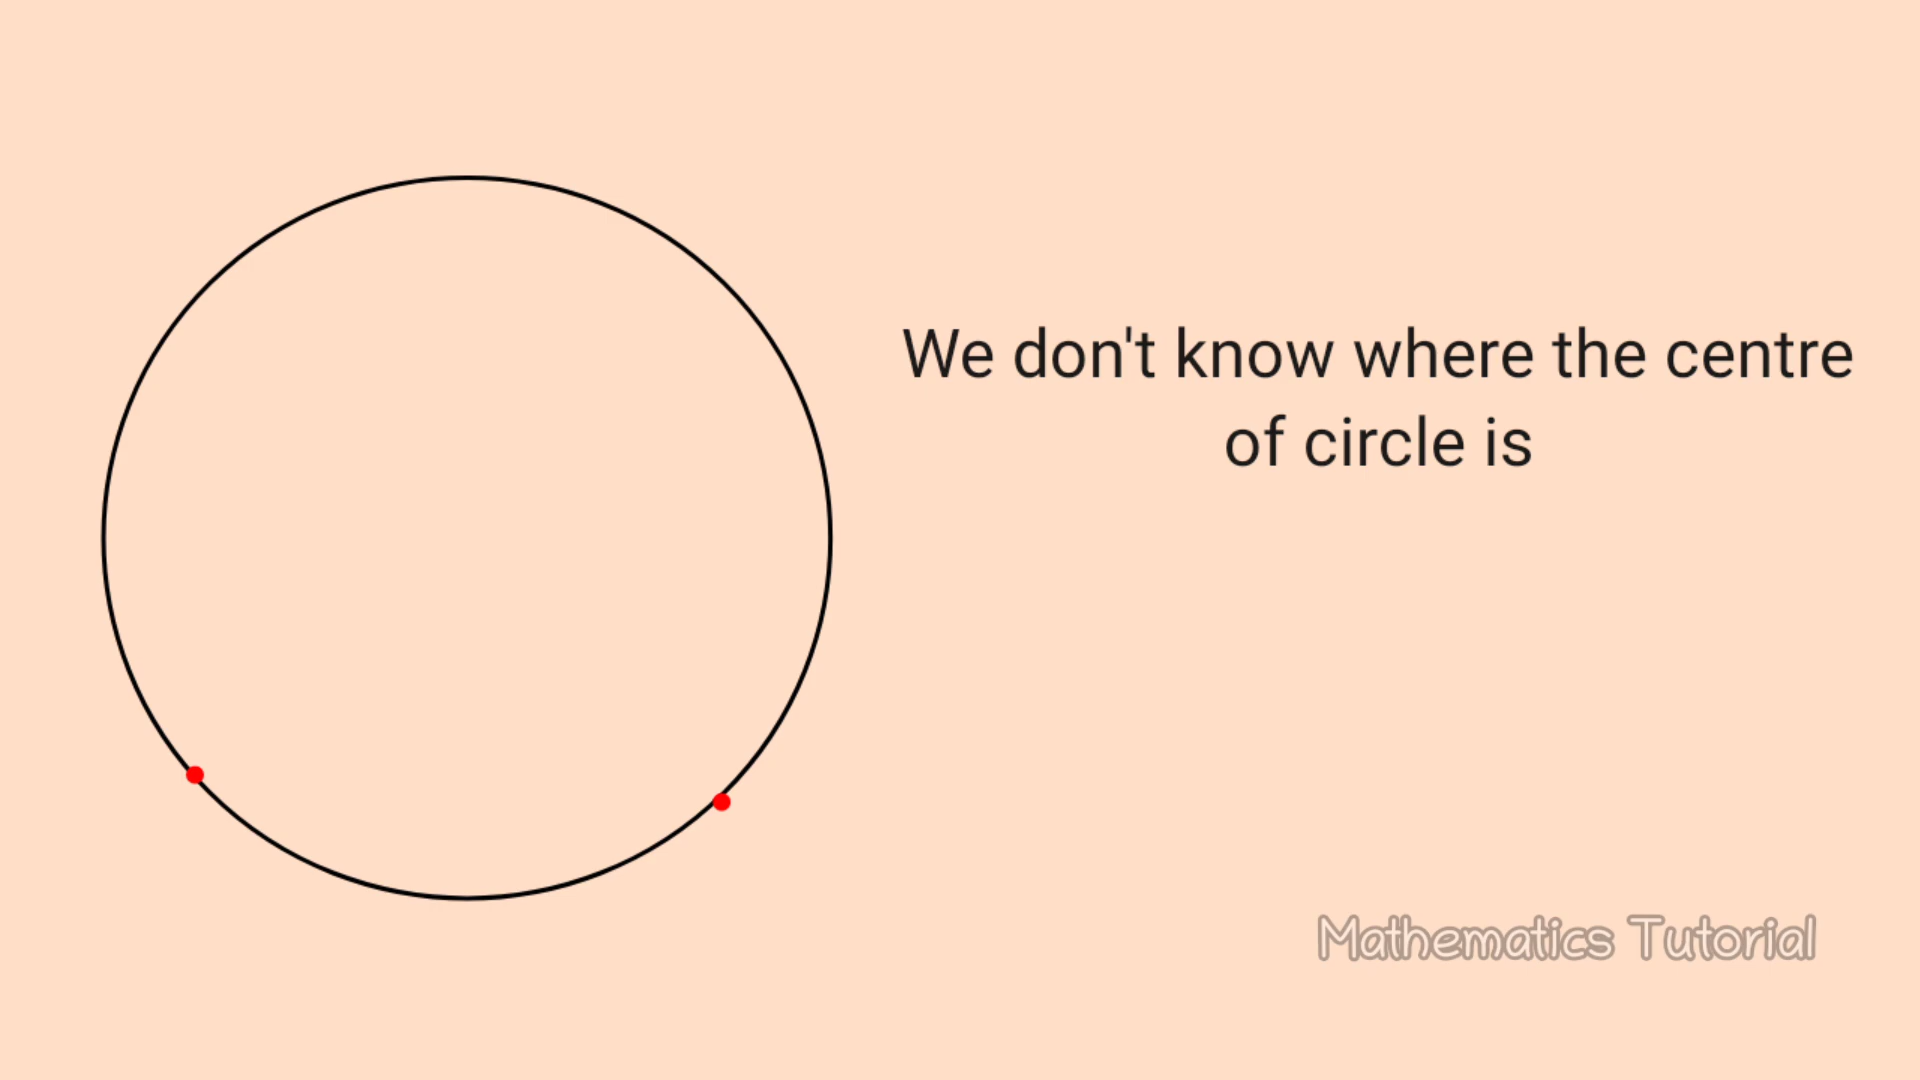 We don't know where the centre
of circle is
Mathematics Tutorial